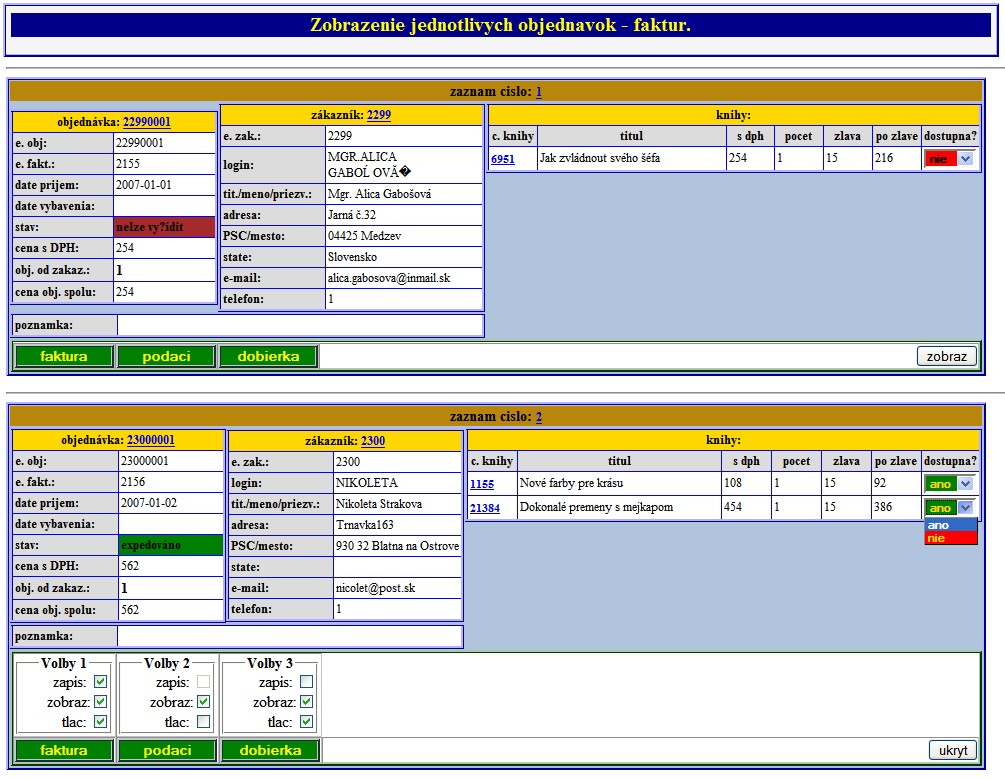 Zobrazenie jednotlivych objednavok - faktur.
zaznam cislo: 1
objednávka: 22990001
e. obj: 22990001
e. fakt.: 2155
date prijem: 2007-01-01
date vybavenia:
stav: nelze vy?ídit
cena s DPH: 254
obj. od zakaz.: 1
cena obj. spolu: 254
zákazník: 2299
e. zak.: 2299
login: MGR.ALICA
GABOĹ OVĂ�
tit./meno/priezv.: Mgr. Alica Gabošová
adresa: Jarná č.32
PSC/mesto: 04425 Medzev
state: Slovensko
e-mail: alica.gabosova@inmail.sk
telefon: 1
knihy:
c. knihy titul s dph pocet zlava po zlave dostupna?
6951 Jak zvládnout svého šéfa 254 1 15 216 nie
poznamka:
faktura podaci dobierka zobraz
zaznam cislo: 2
objednávka: 23000001
e. obj: 23000001
e. fakt.: 2156
date prijem: 2007-01-02
date vybavenia:
stav: expedováno
cena s DPH: 562
obj. od zakaz.: 1
cena obj. spolu: 562
zákazník: 2300
e. zak.: 2300
login: NIKOLETA
tit./meno/priezv.: Nikoleta Strakova
adresa: Trnavka163
PSC/mesto: 930 32 Blatna na Ostrove
state:
e-mail: nicolet@post.sk
telefon: 1
knihy:
c. knihy titul s dph pocet zlava po zlave dostupna?
1155 Nové farby pre krásu 108 1 15 92 ano
21384 Dokonalé premeny s mejkapom 454 1 15 386 ano
ano
nie
poznamka:
Volby 1 Volby 2 Volby 3
zapis: zapis: zapis:
zobraz: zobraz: zobraz:
tlac: tlac: tlac:
faktura podaci dobierka ukryt